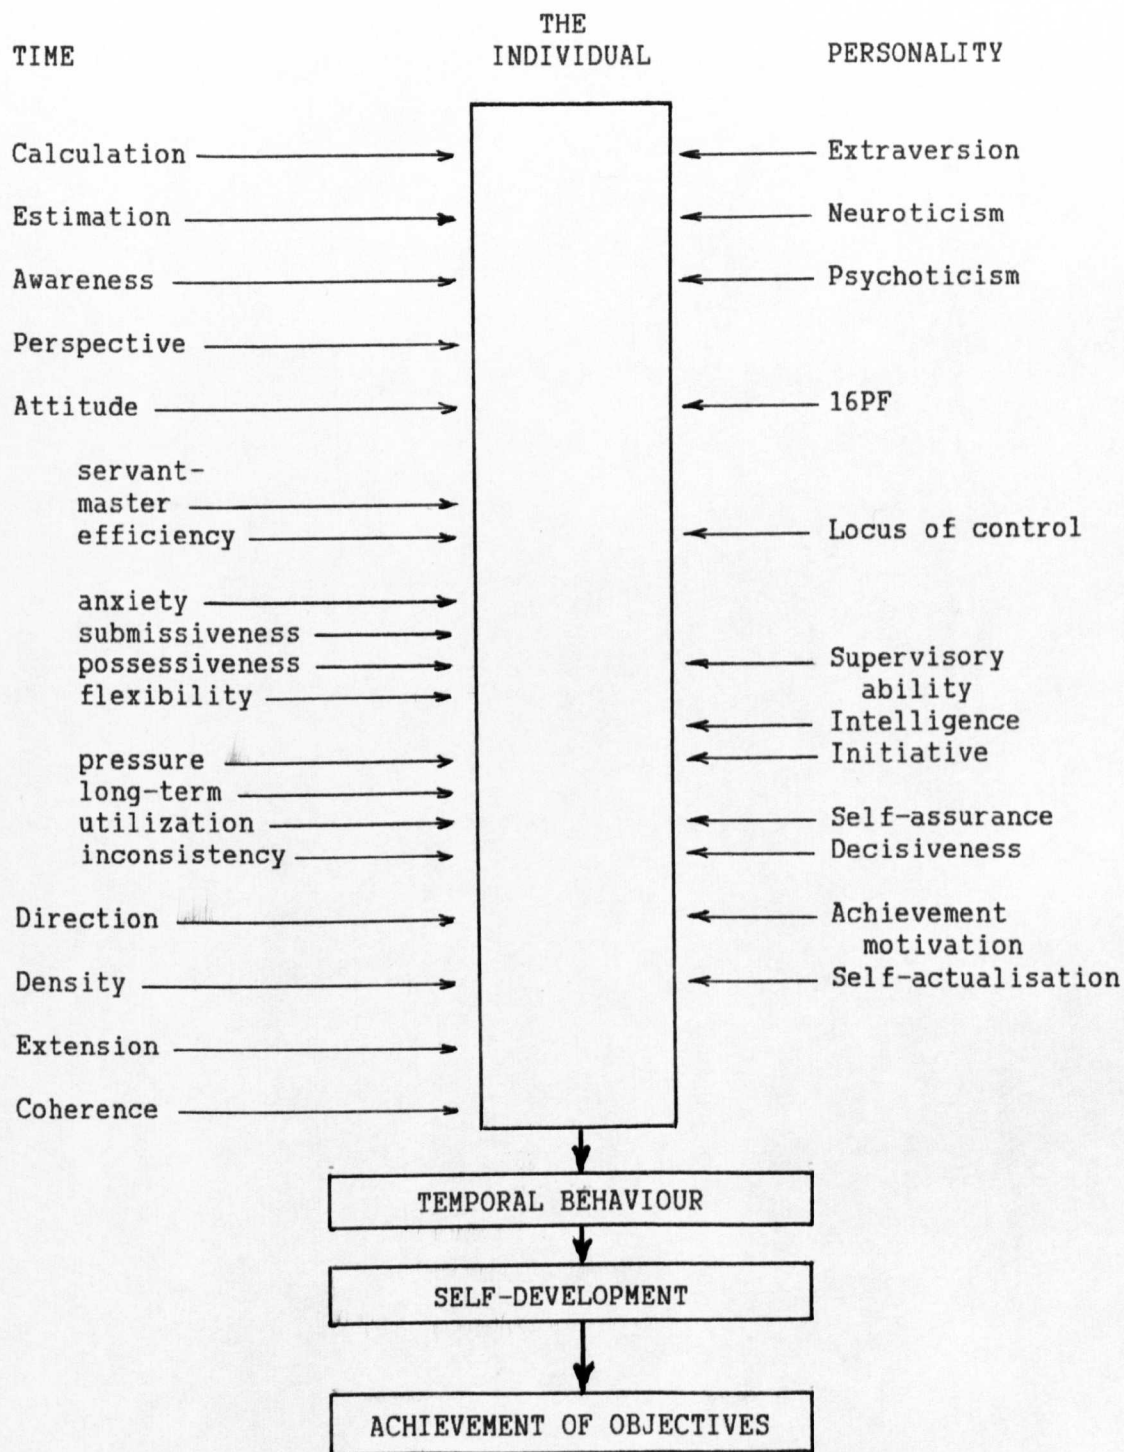 THE
TIME INDIVIDUAL PERSONALITY
Calculation Extraversion
Estimation Neuroticism
Awareness Psychoticism
Perspective
Attitude 16PF
servant-
master
efficiency Locus of control
anxiety
submissiveness
possessiveness Supervisory
flexibility ability
Intelligence
pressure Initiative
long-term
utilization Self-assurance
inconsistency Decisiveness
Direction Achievement
motivation
Density Self-actualisation
Extension
Coherence
TEMPORAL BEHAVIOUR
SELF-DEVELOPMENT
ACHIEVEMENT OF OBJECTIVES